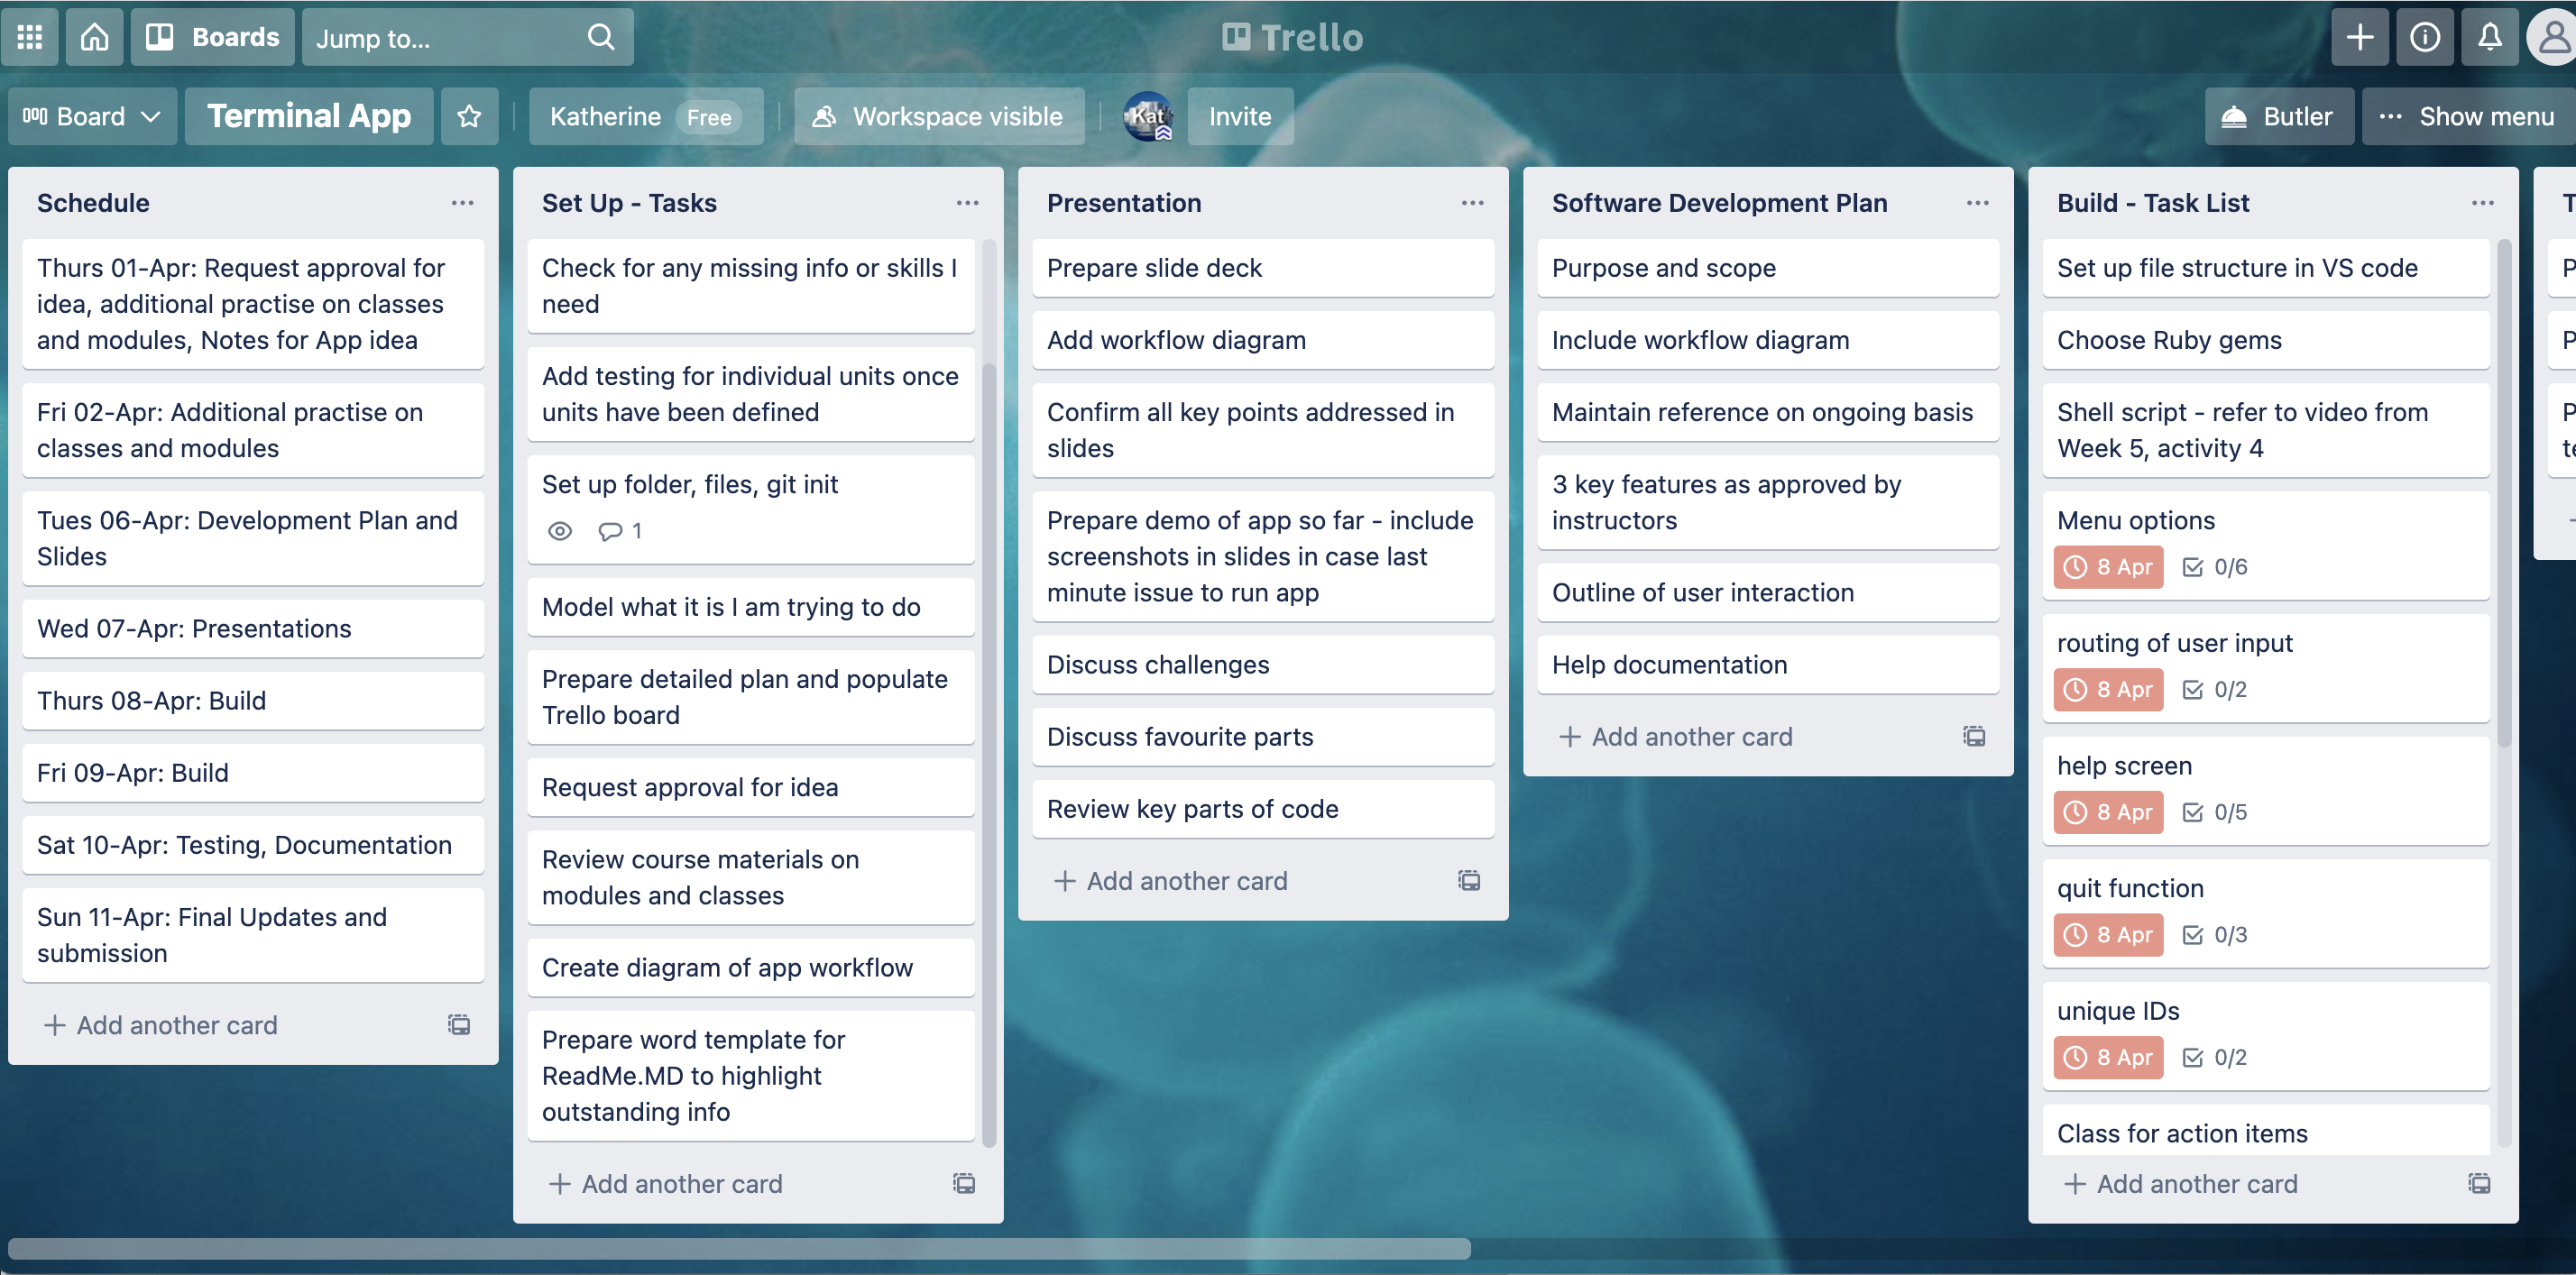 Boards
Jump to...
Trello
Board
Terminal App
Katherine Free
Workspace visible
Kat
Invite
Butler
... Show menu
Schedule
Thurs 01-Apr: Request approval for
idea, additional practise on classes
and modules, Notes for App idea
Fri 02-Apr: Additional practise on
classes and modules
Tues 06-Apr: Development Plan and
Slides
Wed 07-Apr: Presentations
Thurs 08-Apr: Build
Fri 09-Apr: Build
Sat 10-Apr: Testing, Documentation
Sun 11-Apr: Final Updates and
submission
+ Add another card
Set Up - Tasks
Check for any missing info or skills I
need
Add testing for individual units once
units have been defined
Set up folder, files, git init
1
Model what it is I am trying to do
Prepare detailed plan and populate
Trello board
Request approval for idea
Review course materials on
modules and classes
Create diagram of app workflow
Prepare word template for
ReadMe.MD to highlight
outstanding info
+ Add another card
Presentation
Prepare slide deck
Add workflow diagram
Confirm all key points addressed in
slides
Prepare demo of app so far - include
screenshots in slides in case last
minute issue to run app
Discuss challenges
Discuss favourite parts
Review key parts of code
+ Add another card
Software Development Plan
Purpose and scope
Include workflow diagram
Maintain reference on ongoing basis
3 key features as approved by
instructors
Outline of user interaction
Help documentation
+ Add another card
Build - Task List
Set up file structure in VS code
Choose Ruby gems
Shell script - refer to video from
Week 5, activity 4
Menu options
8 Apr 0/6
routing of user input
8 Apr 0/2
help screen
8 Apr 0/5
quit function
8 Apr 0/3
unique IDs
8 Apr 0/2
Class for action items
+ Add another card